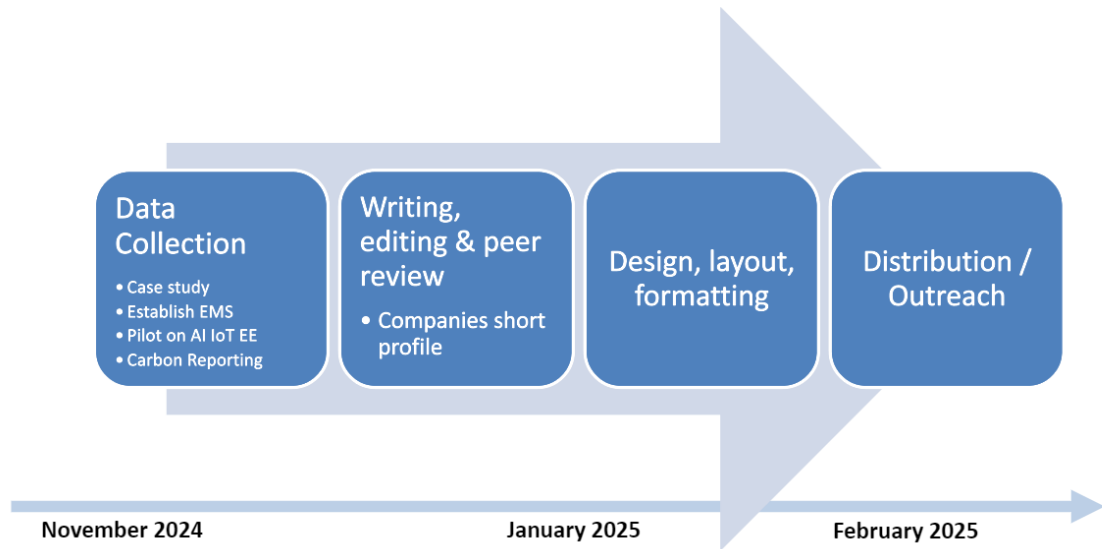 Data
Collection
• Case study
• Establish EMS
• Pilot on AI IoT EE
• Carbon Reporting
Writing,
editing & peer
review
• Companies short
profile
Design, layout,
formatting
Distribution /
Outreach
November 2024
January 2025
February 2025